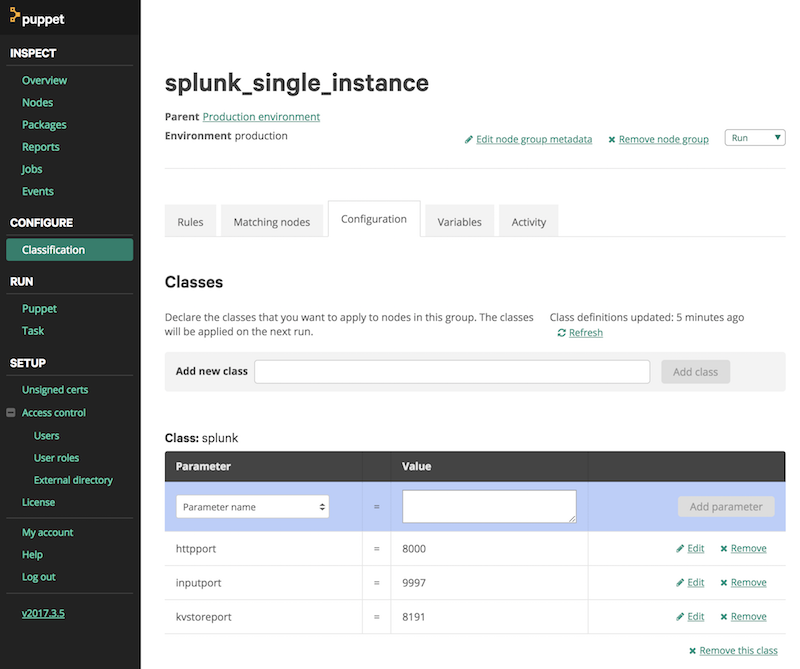 puppet
INSPECT
Overview
Nodes
Packages
Reports
Jobs
Events
CONFIGURE
Classification
RUN
Puppet
Task
SETUP
Unsigned certs
Access control
Users
User roles
External directory
License
My account
Help
Log out
v2017.3.5
splunk_single_instance
Parent Production environment
Environment production
Edit node group metadata
Remove node group
Run
Rules
Matching nodes
Configuration
Variables
Activity
Classes
Declare the classes that you want to apply to nodes in this group. The classes
will be applied on the next run.
Class definitions updated: 5 minutes ago
Refresh
Add new class
Add class
Class: splunk
Parameter Value
Parameter name = Add parameter
httpport = 8000 Edit Remove
inputport = 9997 Edit Remove
kvstoreport = 8191 Edit Remove
Remove this class